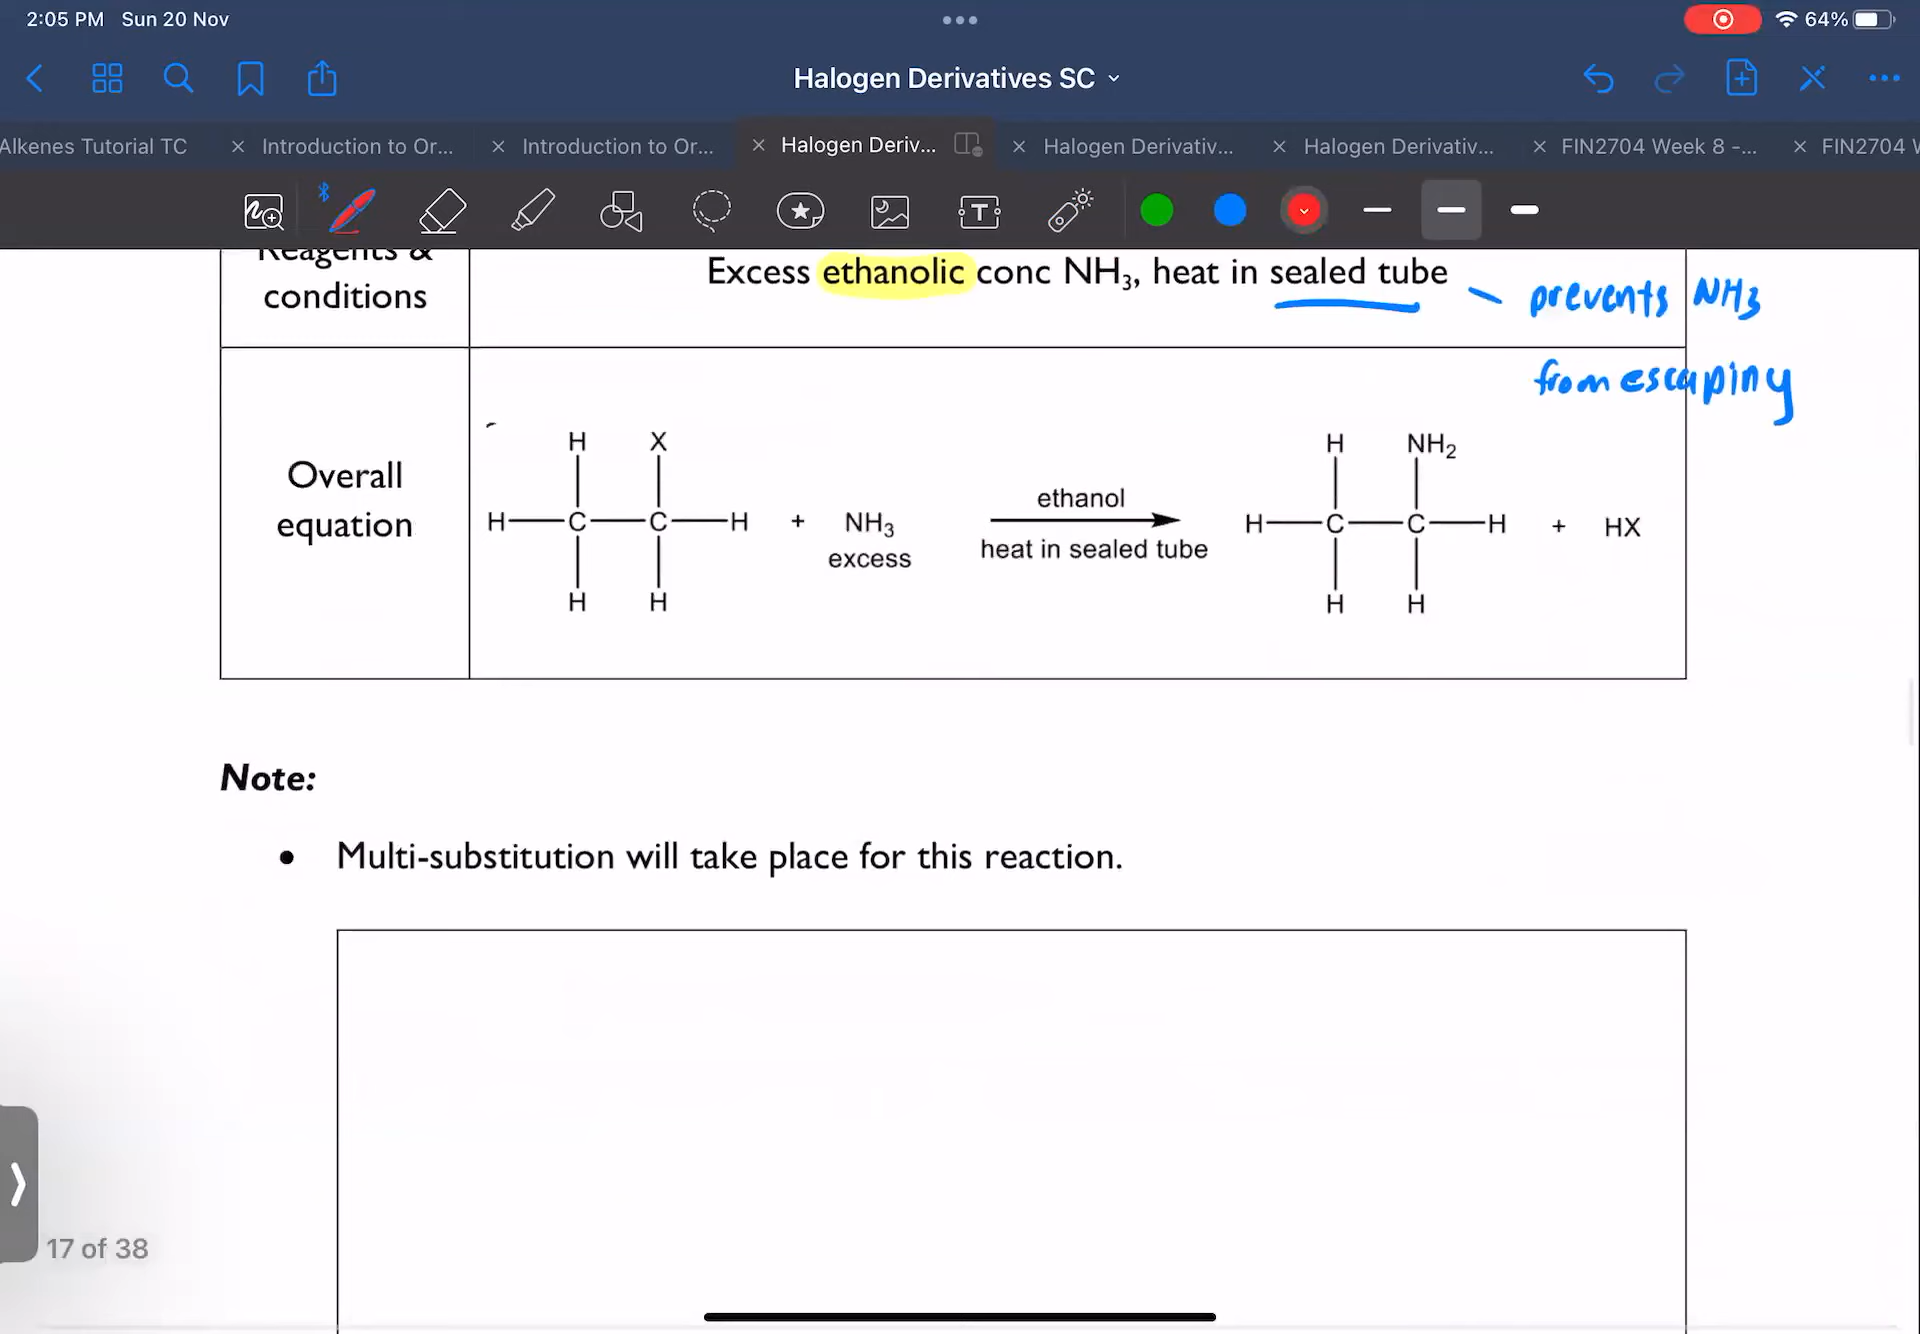 2:05 PM Sun 20 Nov
64%
Halogen Derivatives SC
Alkenes Tutorial TC
Introduction to Or...
Introduction to Or...
Halogen Deriv...
Halogen Derivativ...
Halogen Derivativ...
FIN2704 Week 8 -...
FIN2704 W
Reagents &
conditions
Excess ethanolic conc NH₃, heat in sealed tube
prevents NH3
from escaping
Overall
equation
H X
H C C H + NH₃
excess
H H
ethanol
heat in sealed tube
H NH₂
H C C H + HX
H H
Note:
• Multi-substitution will take place for this reaction.
17 of 38